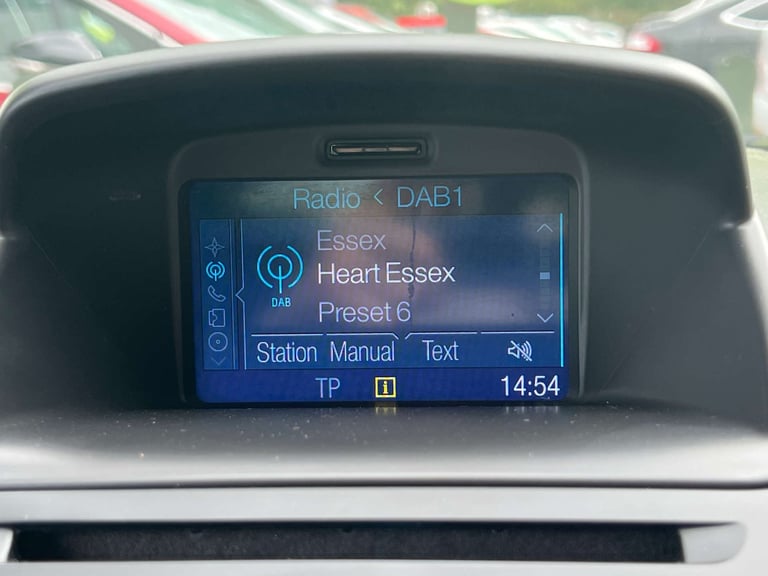 Radio < DAB1
Essex
Heart Essex
DAB
Preset 6
Station Manual Text
TP i 14:54